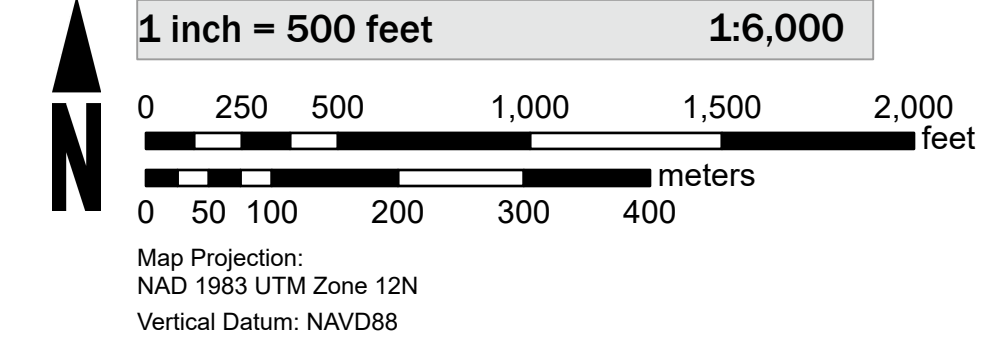 1 inch = 500 feet 1:6,000
0 250 500 1,000 1,500 2,000
feet
meters
0 50 100 200 300 400
N
Map Projection:
NAD 1983 UTM Zone 12N
Vertical Datum: NAVD88